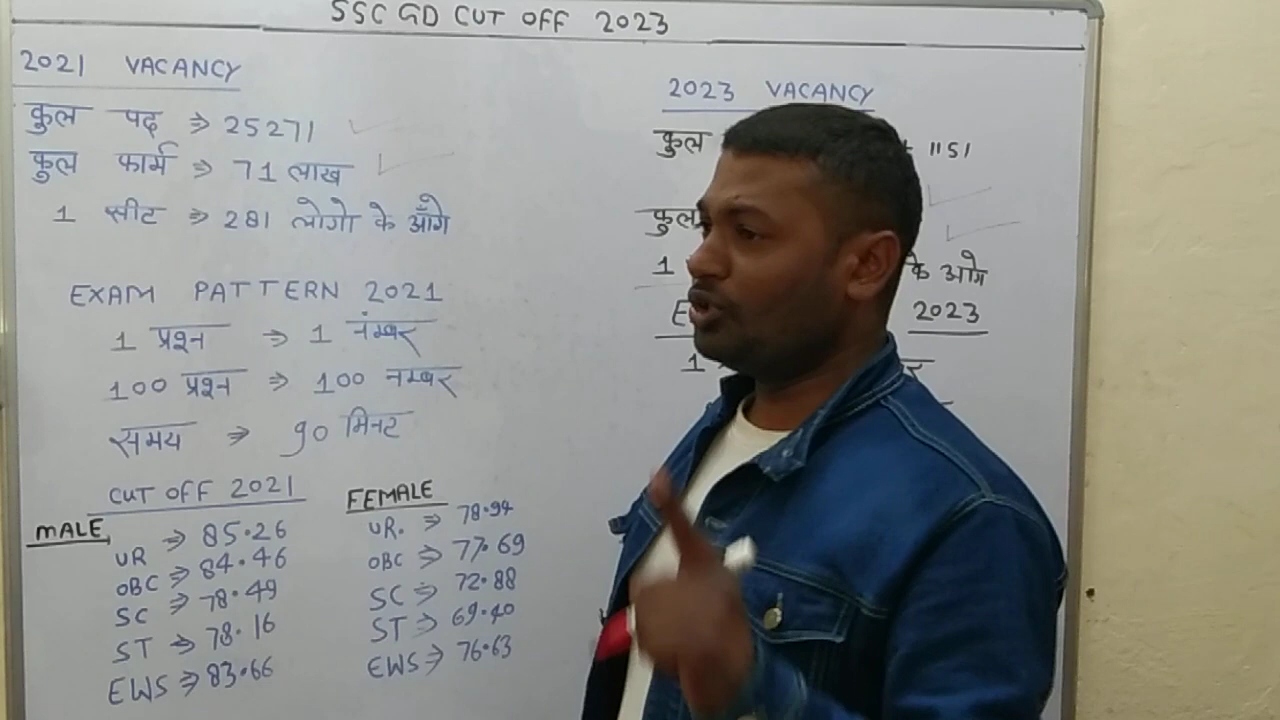 SSC GD CUT OFF 2023
2021 VACANCY
कुल पद ⇒ 25271
कुल फार्म ⇒ 71 लाख
1 सीट ⇒ 281 लोगो के आँगे
EXAM PATTERN 2021
1 प्रश्न ⇒ 1 नंम्बर
100 प्रश्न ⇒ 100 नम्बर
समय ⇒ 90 मिनट
CUT OFF 2021
MALE
UR ⇒ 85.26
OBC ⇒ 84.46
SC ⇒ 78.49
ST ⇒ 78.16
EWS ⇒ 83.66
FEMALE
UR. ⇒ 78.94
OBC ⇒ 77.69
SC ⇒ 72.88
ST ⇒ 69.40
EWS ⇒ 76.63
2023 VACANCY
कुल 1151
कुल
1 के आगे
2023
1